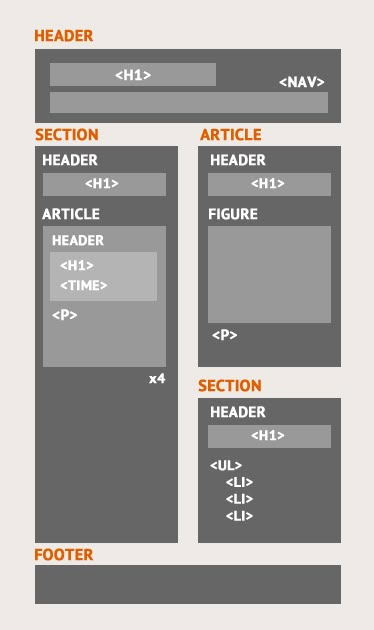 HEADER
<H1>
<NAV>
SECTION
HEADER
<H1>
ARTICLE
HEADER
<H1>
<TIME>
<P>
x4
ARTICLE
HEADER
<H1>
FIGURE
<P>
SECTION
HEADER
<H1>
<UL>
<LI>
<LI>
<LI>
FOOTER